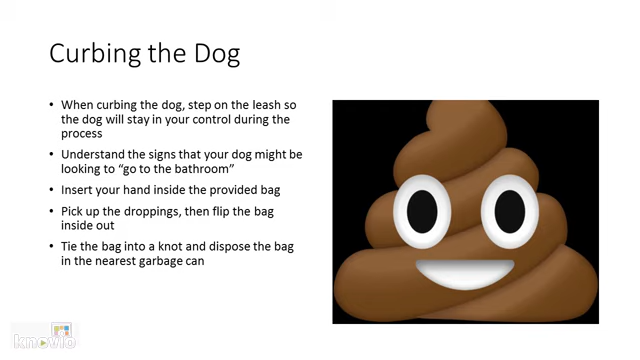 Curbing the Dog
• When curbing the dog, step on the leash so
the dog will stay in your control during the
process
• Understand the signs that your dog might be
looking to “go to the bathroom”
• Insert your hand inside the provided bag
• Pick up the droppings, then flip the bag
inside out
• Tie the bag into a knot and dispose the bag
in the nearest garbage can
knovio